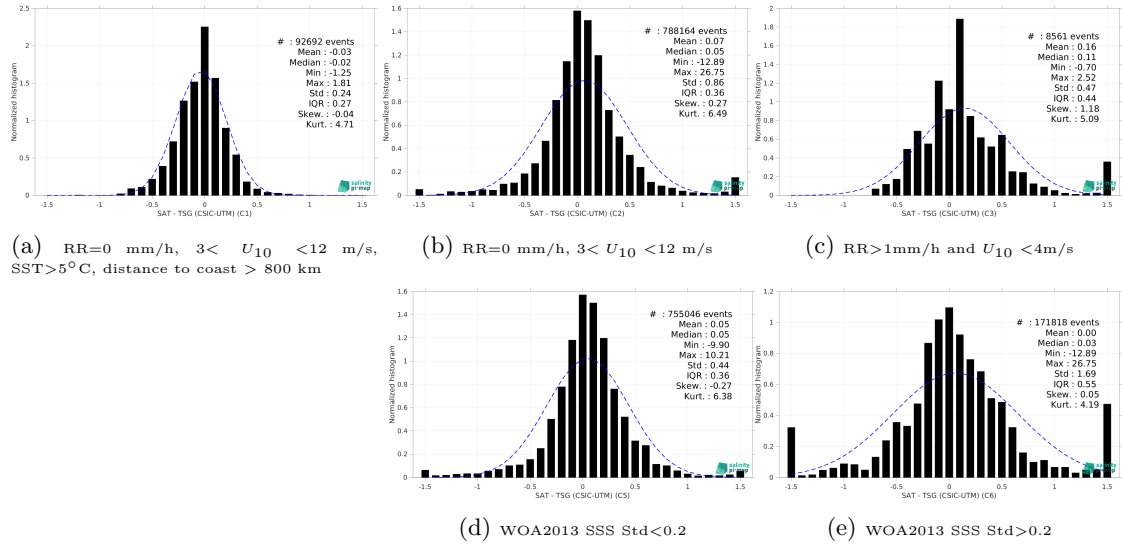 2.5
2
1.5
1
0.5
0
Normalized histogram
# : 92692 events
Mean : -0.03
Median : -0.02
Min : -1.25
Max : 1.81
Std : 0.24
IQR : 0.27
Skew. : -0.04
Kurt. : 4.71
salinity
pi-mep
-1.5 -1 -0.5 0 0.5 1 1.5
SAT - TSG (CSIC-UTM) (C1)
(a) RR=0 mm/h, 3< U10 <12 m/s,
SST>5°C, distance to coast > 800 km
1.6
1.4
1.2
1
0.8
0.6
0.4
0.2
0
Normalized histogram
# : 788164 events
Mean : 0.07
Median : 0.05
Min : -12.89
Max : 26.75
Std : 0.86
IQR : 0.36
Skew. : 0.27
Kurt. : 6.49
salinity
pi-mep
-1.5 -1 -0.5 0 0.5 1 1.5
SAT - TSG (CSIC-UTM) (C2)
(b) RR=0 mm/h, 3< U10 <12 m/s
2
1.8
1.6
1.4
1.2
1
0.8
0.6
0.4
0.2
0
Normalized histogram
# : 8561 events
Mean : 0.16
Median : 0.11
Min : -0.70
Max : 2.52
Std : 0.47
IQR : 0.44
Skew. : 1.18
Kurt. : 5.09
salinity
pi-mep
-1.5 -1 -0.5 0 0.5 1 1.5
SAT - TSG (CSIC-UTM) (C3)
(c) RR>1mm/h and U10 <4m/s
1.6
1.4
1.2
1
0.8
0.6
0.4
0.2
0
Normalized histogram
# : 755046 events
Mean : 0.05
Median : 0.05
Min : -9.90
Max : 10.21
Std : 0.44
IQR : 0.36
Skew. : -0.27
Kurt. : 6.38
salinity
pi-mep
-1.5 -1 -0.5 0 0.5 1 1.5
SAT - TSG (CSIC-UTM) (C5)
(d) WOA2013 SSS Std<0.2
1.2
1
0.8
0.6
0.4
0.2
0
Normalized histogram
# : 171818 events
Mean : 0.00
Median : 0.03
Min : -12.89
Max : 26.75
Std : 1.69
IQR : 0.55
Skew. : 0.05
Kurt. : 4.19
salinity
pi-mep
-1.5 -1 -0.5 0 0.5 1 1.5
SAT - TSG (CSIC-UTM) (C6)
(e) WOA2013 SSS Std>0.2